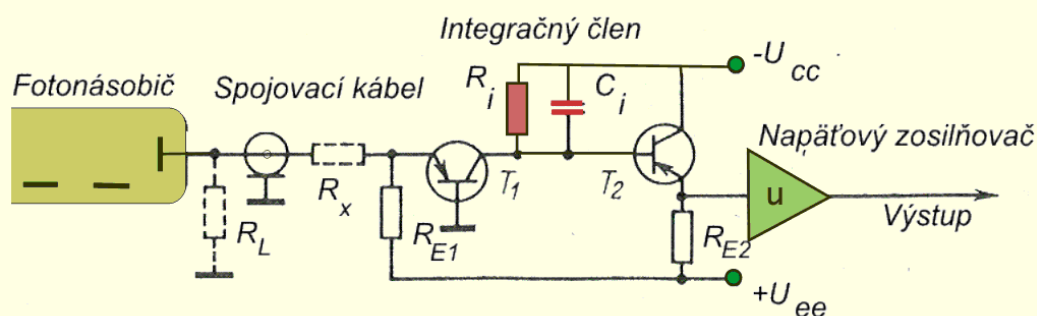 Integračný člen
-U cc
Fotonásobič
Spojovací kábel
R i
C i
Napäťový zosilňovač
R x
T 1
T 2
u
R L
R E1
R E2
Výstup
+U ee